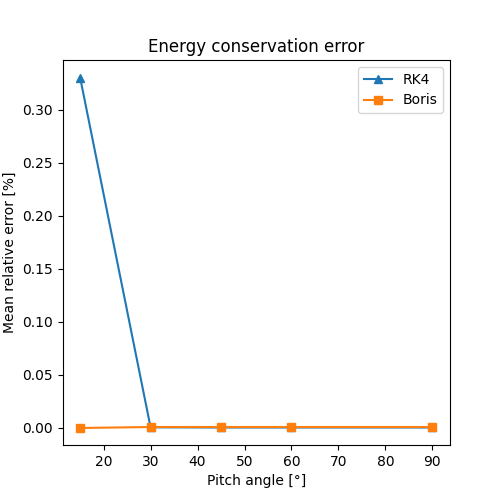 Energy conservation error
RK4
Boris
Mean relative error [%]
0.30
0.25
0.20
0.15
0.10
0.05
0.00
20 30 40 50 60 70 80 90
Pitch angle [°]